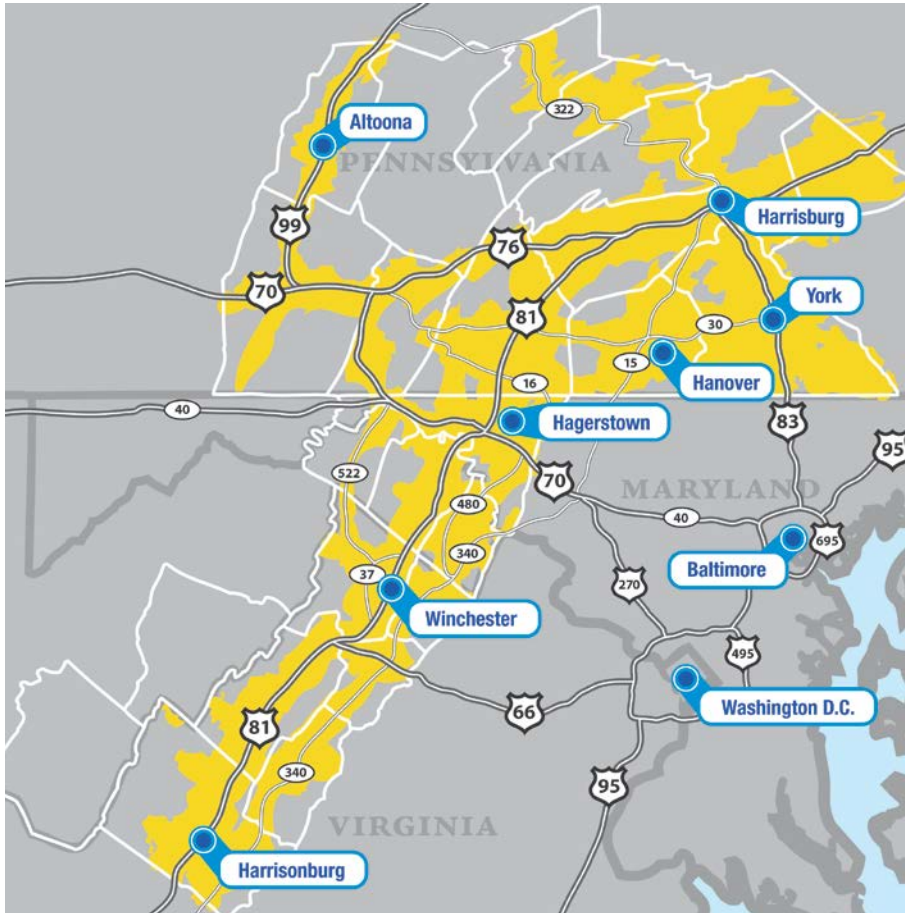 Altoona
322
PENNSYLVANIA
Harrisburg
99
76
70
81
York
30
15
Hanover
16
40
Hagerstown
83
95
522
70
MARYLAND
480
40
695
340
Baltimore
37
270
Winchester
495
Washington D.C.
66
81
340
95
VIRGINIA
Harrisonburg